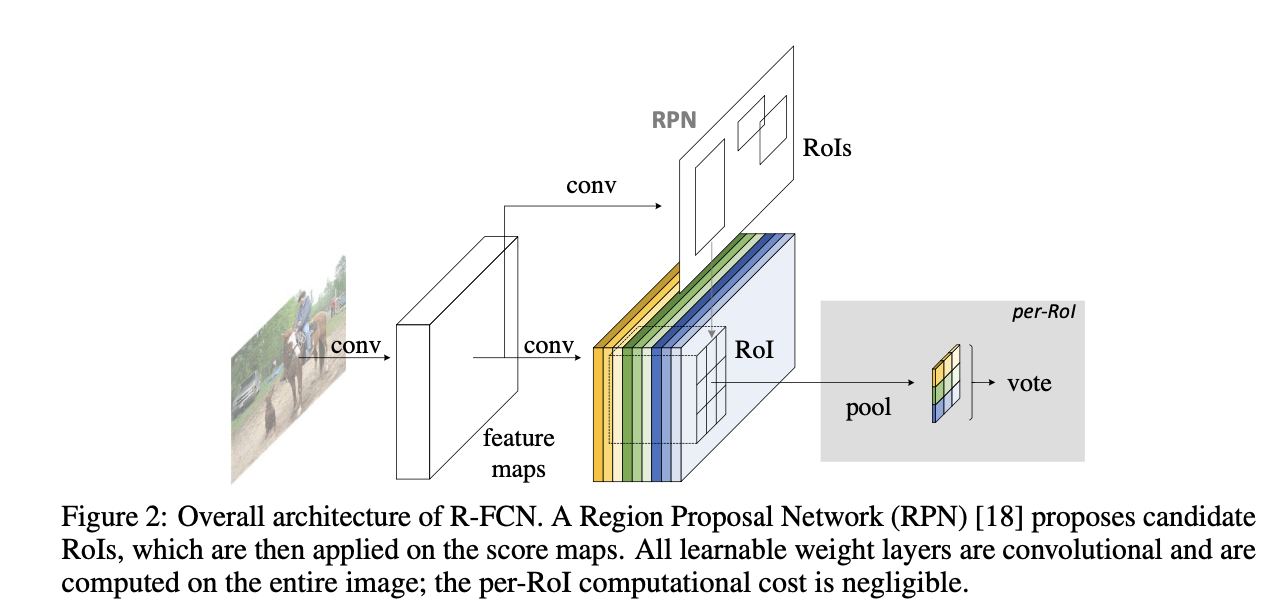 RPN
RoIs
conv
conv
conv
RoI
per-RoI
pool
vote
feature
maps
Figure 2: Overall architecture of R-FCN. A Region Proposal Network (RPN) [18] proposes candidate
RoIs, which are then applied on the score maps. All learnable weight layers are convolutional and are
computed on the entire image; the per-RoI computational cost is negligible.